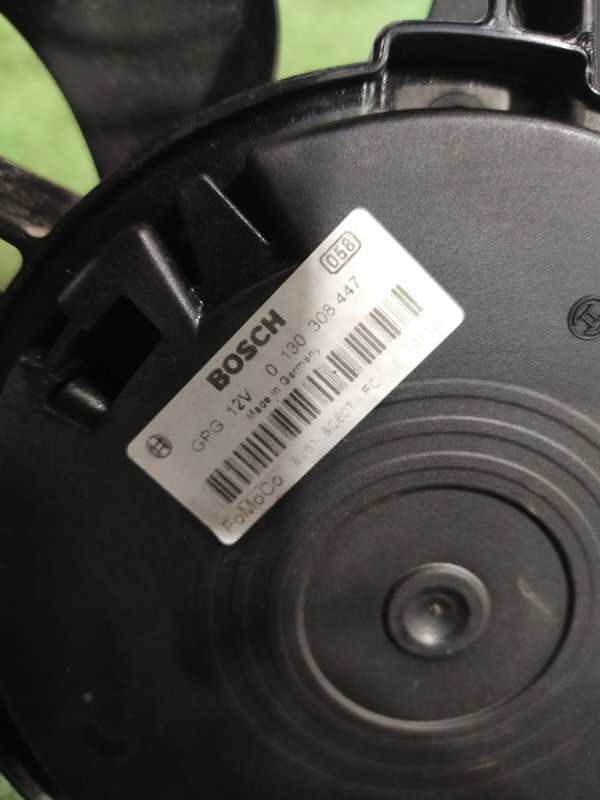 058
BOSCH
GPG 12V 0 130 308 447
Made in Germany
FoMoCo 8V51-8C607-FC